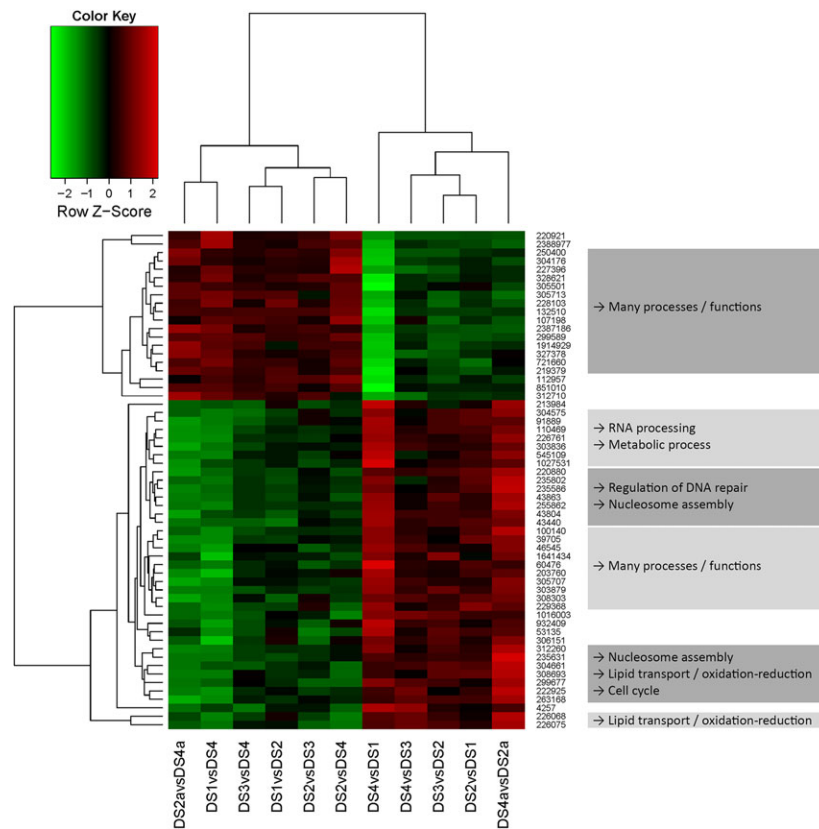 Color Key
−2 −1 0 1 2
Row Z−Score
220921
2388977
250400
304176
227396
328621
305501
305713
228103
132510
107198
2387186
299589
1914929
327378
721660
219379
112957
851010
312710
213984
304575
91889
110469
226761
303836
545109
1027531
220880
235802
235586
43863
255862
43804
43440
100140
39705
46545
1641434
60476
203760
305707
303879
308303
229368
1016003
932409
53135
306151
312260
235631
304661
308693
299677
222925
263168
4257
226068
226075
→ Many processes / functions
→ RNA processing
→ Metabolic process
→ Regulation of DNA repair
→ Nucleosome assembly
→ Many processes / functions
→ Nucleosome assembly
→ Lipid transport / oxidation-reduction
→ Cell cycle
→ Lipid transport / oxidation-reduction
DS2avsDS4a
DS1vsDS4
DS3vsDS4
DS1vsDS2
DS2vsDS3
DS2vsDS4
DS4vsDS1
DS4vsDS3
DS3vsDS2
DS2vsDS1
DS4avsDS2a